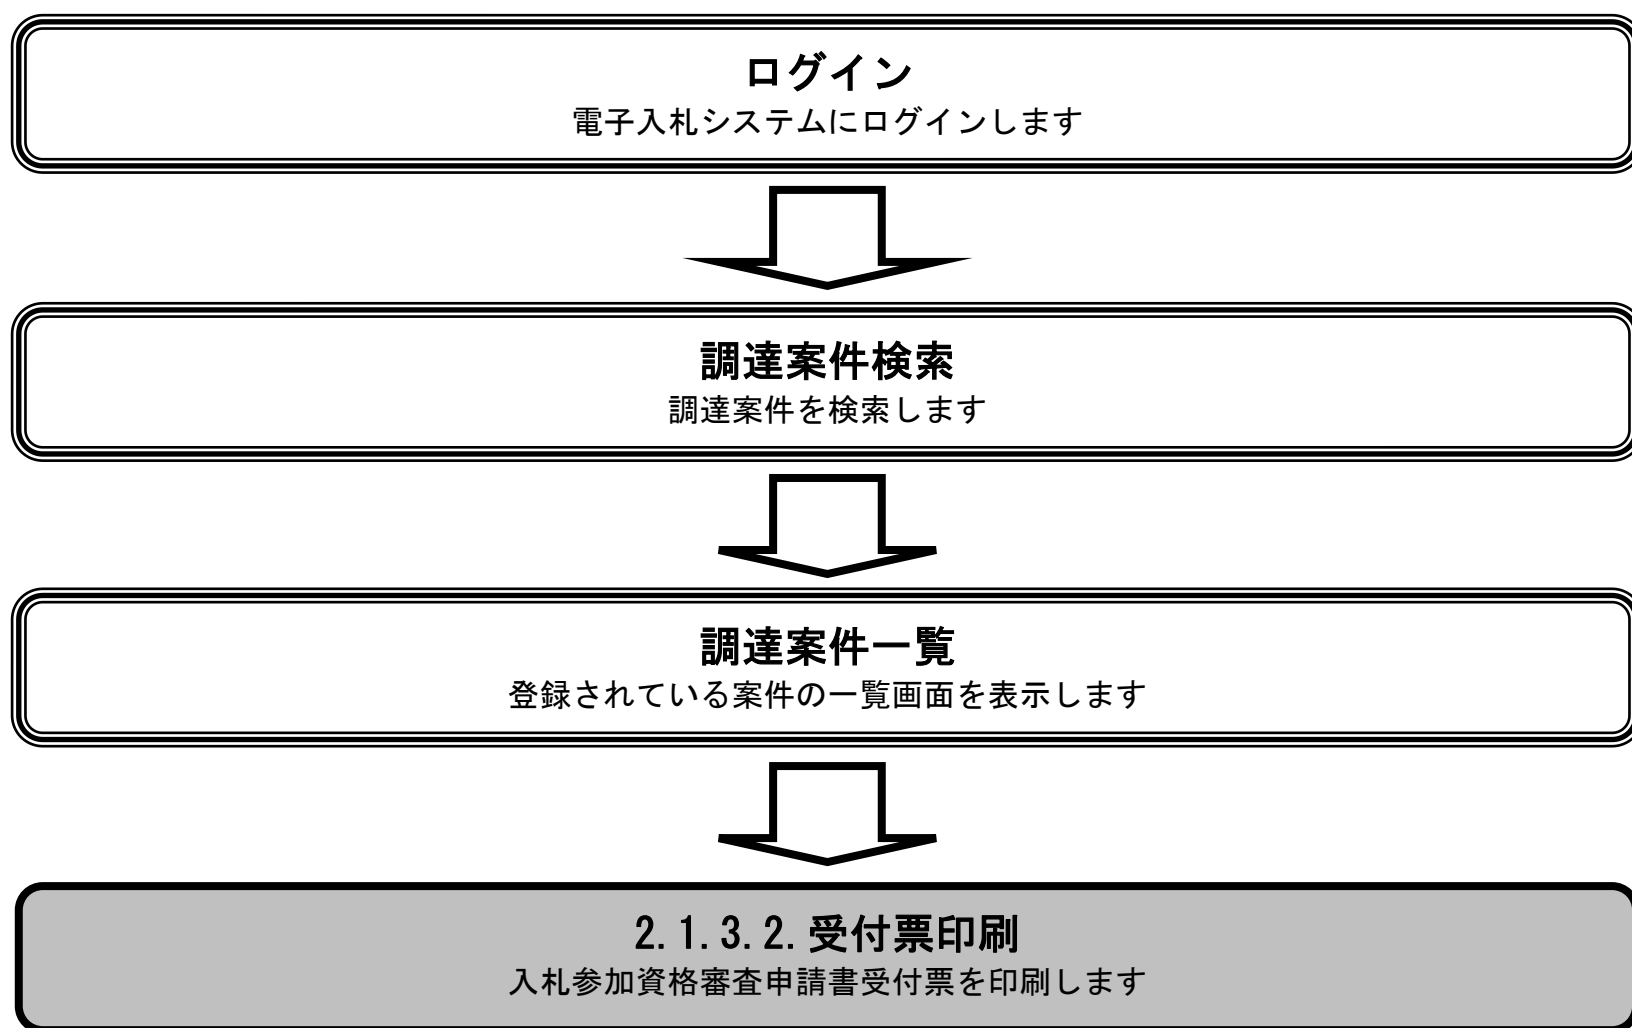 ログイン
電子入札システムにログインします
調達案件検索
調達案件を検索します
調達案件一覧
登録されている案件の一覧画面を表示します
2.1.3.2.受付票印刷
入札参加資格審査申請書受付票を印刷します